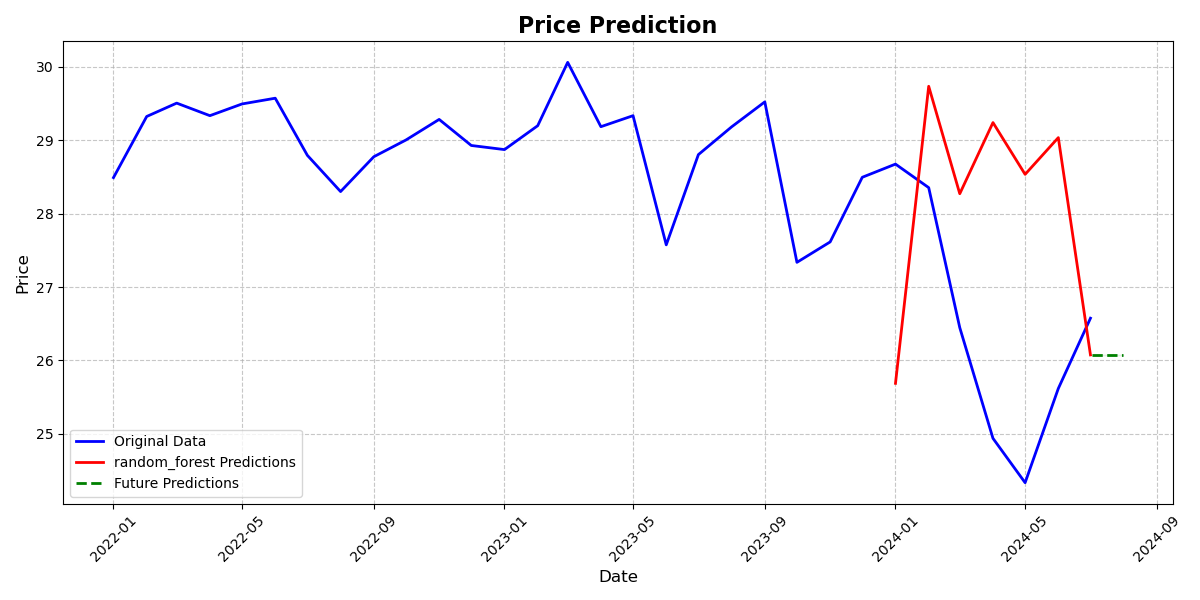 Price Prediction
30
29
28
27
26
25
Price
Original Data
random_forest Predictions
Future Predictions
2022-01
2022-05
2022-09
2023-01
2023-05
2023-09
2024-01
2024-05
2024-09
Date